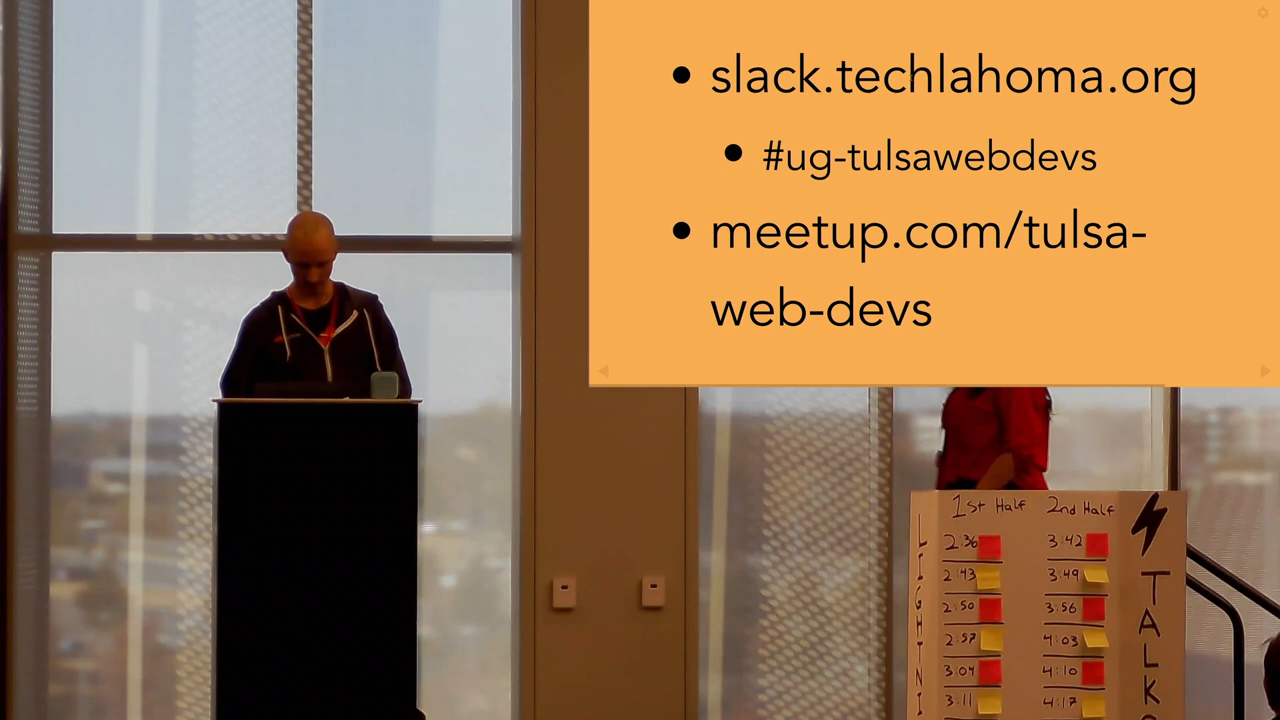 slack.techlahoma.org
#ug-tulsawebdevs
meetup.com/tulsa-
web-devs
1st Half 2nd Half
2:36 3:42
2:43 3:49
2:50 3:56
2:57 4:03
3:04 4:10
3:11 4:17
LIGHTNI
TALKS